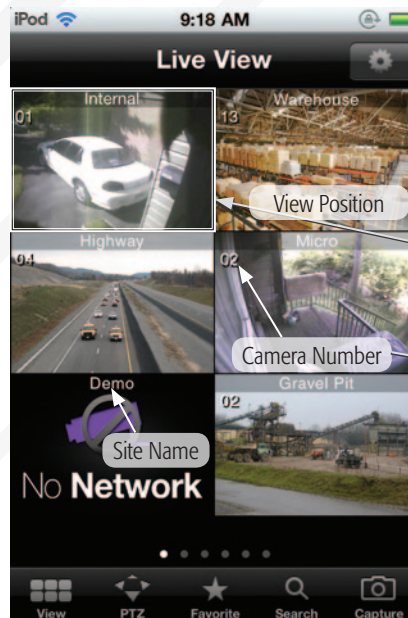 iPod 9:18 AM
Live View
Internal
01
Warehouse
13
View Position
Highway
04
Micro
02
Camera Number
Demo
Site Name
No Network
Gravel Pit
02
View PTZ Favorite Search Capture